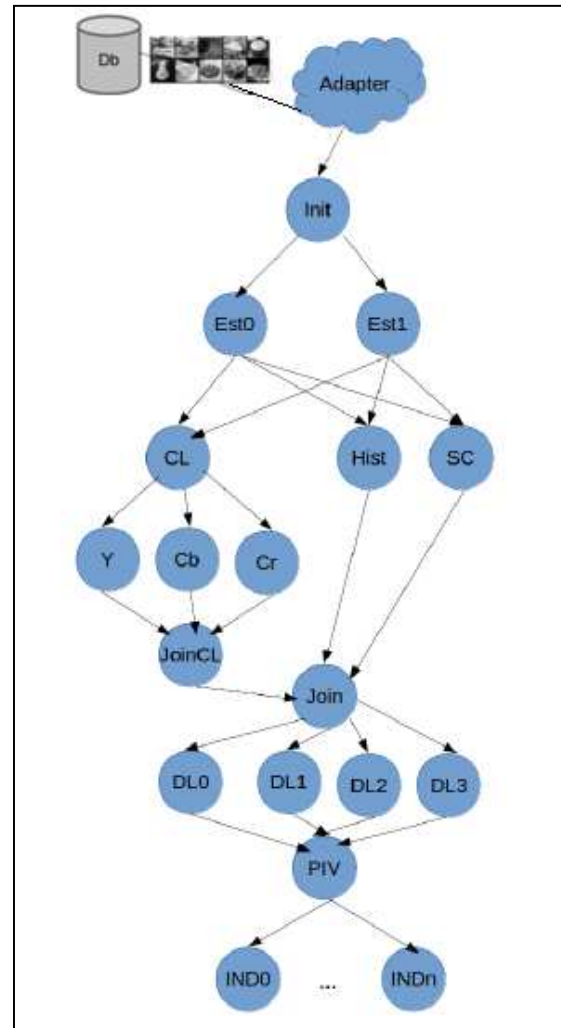 Db
Adapter
Init
Est0 Est1
CL Hist SC
Y Cb Cr
JoinCL
Join
DL0 DL1 DL2 DL3
PIV
IND0 ... INDn